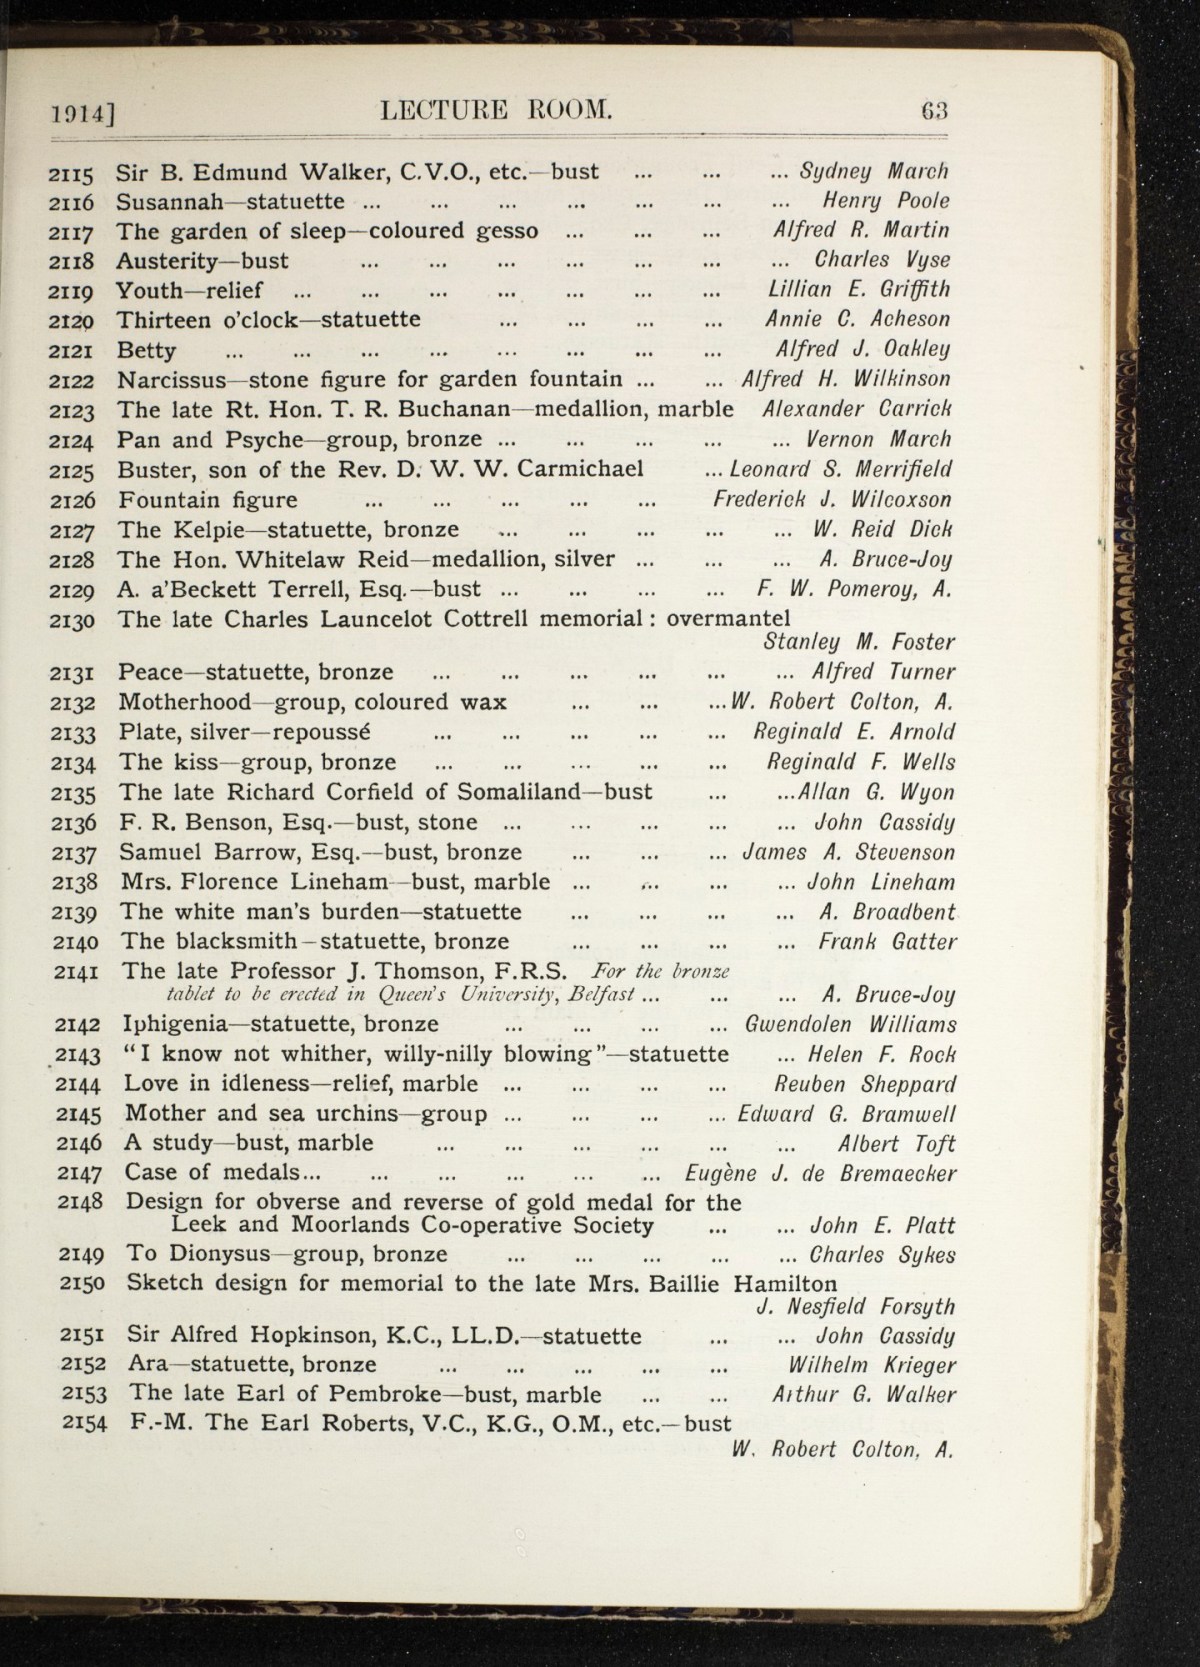 1914] LECTURE ROOM. 63
2115 Sir B. Edmund Walker, C.V.O., etc.—bust ... ... ... Sydney March
2116 Susannah—statuette ... ... ... ... ... ... ... Henry Poole
2117 The garden of sleep—coloured gesso ... ... ... Alfred R. Martin
2118 Austerity—bust ... ... ... ... ... ... ... Charles Vyse
2119 Youth—relief ... ... ... ... ... ... ... Lillian E. Griffith
2120 Thirteen o'clock—statuette ... ... ... ... Annie C. Acheson
2121 Betty ... ... ... ... ... ... ... ... Alfred J. Oakley
2122 Narcissus—stone figure for garden fountain ... ... Alfred H. Wilkinson
2123 The late Rt. Hon. T. R. Buchanan—medallion, marble Alexander Carrick
2124 Pan and Psyche—group, bronze ... ... ... ... ... Vernon March
2125 Buster, son of the Rev. D. W. W. Carmichael ... Leonard S. Merrifield
2126 Fountain figure ... ... ... ... ... Frederick J. Wilcoxson
2127 The Kelpie—statuette, bronze ... ... ... ... ... W. Reid Dick
2128 The Hon. Whitelaw Reid—medallion, silver ... ... ... A. Bruce-Joy
2129 A. a'Beckett Terrell, Esq.—bust ... ... ... ... F. W. Pomeroy, A.
2130 The late Charles Launcelot Cottrell memorial : overmantel
Stanley M. Foster
2131 Peace—statuette, bronze ... ... ... ... ... ... Alfred Turner
2132 Motherhood—group, coloured wax ... ... ... W. Robert Colton, A.
2133 Plate, silver—repoussé ... ... ... ... ... Reginald E. Arnold
2134 The kiss—group, bronze ... ... ... ... ... Reginald F. Wells
2135 The late Richard Corfield of Somaliland—bust ... ... Allan G. Wyon
2136 F. R. Benson, Esq.—bust, stone ... ... ... ... ... John Cassidy
2137 Samuel Barrow, Esq.—bust, bronze ... ... ... James A. Stevenson
2138 Mrs. Florence Lineham—bust, marble ... ... ... ... John Lineham
2139 The white man's burden—statuette ... ... ... ... A. Broadbent
2140 The blacksmith—statuette, bronze ... ... ... ... Frank Gatter
2141 The late Professor J. Thomson, F.R.S. For the bronze
tablet to be erected in Queen's University, Belfast ... ... ... A. Bruce-Joy
2142 Iphigenia—statuette, bronze ... ... ... ... Gwendolen Williams
2143 "I know not whither, willy-nilly blowing"—statuette ... Helen F. Rock
2144 Love in idleness—relief, marble ... ... ... ... Reuben Sheppard
2145 Mother and sea urchins—group ... ... ... ... Edward G. Bramwell
2146 A study—bust, marble ... ... ... ... ... ... Albert Toft
2147 Case of medals... ... ... ... ... ... Eugène J. de Bremaecker
2148 Design for obverse and reverse of gold medal for the
Leek and Moorlands Co-operative Society ... ... John E. Platt
2149 To Dionysus—group, bronze ... ... ... ... ... Charles Sykes
2150 Sketch design for memorial to the late Mrs. Baillie Hamilton
J. Nesfield Forsyth
2151 Sir Alfred Hopkinson, K.C., LL.D.—statuette ... ... John Cassidy
2152 Ara—statuette, bronze ... ... ... ... ... Wilhelm Krieger
2153 The late Earl of Pembroke—bust, marble ... ... Arthur G. Walker
2154 F.-M. The Earl Roberts, V.C., K.G., O.M., etc.—bust
W. Robert Colton, A.